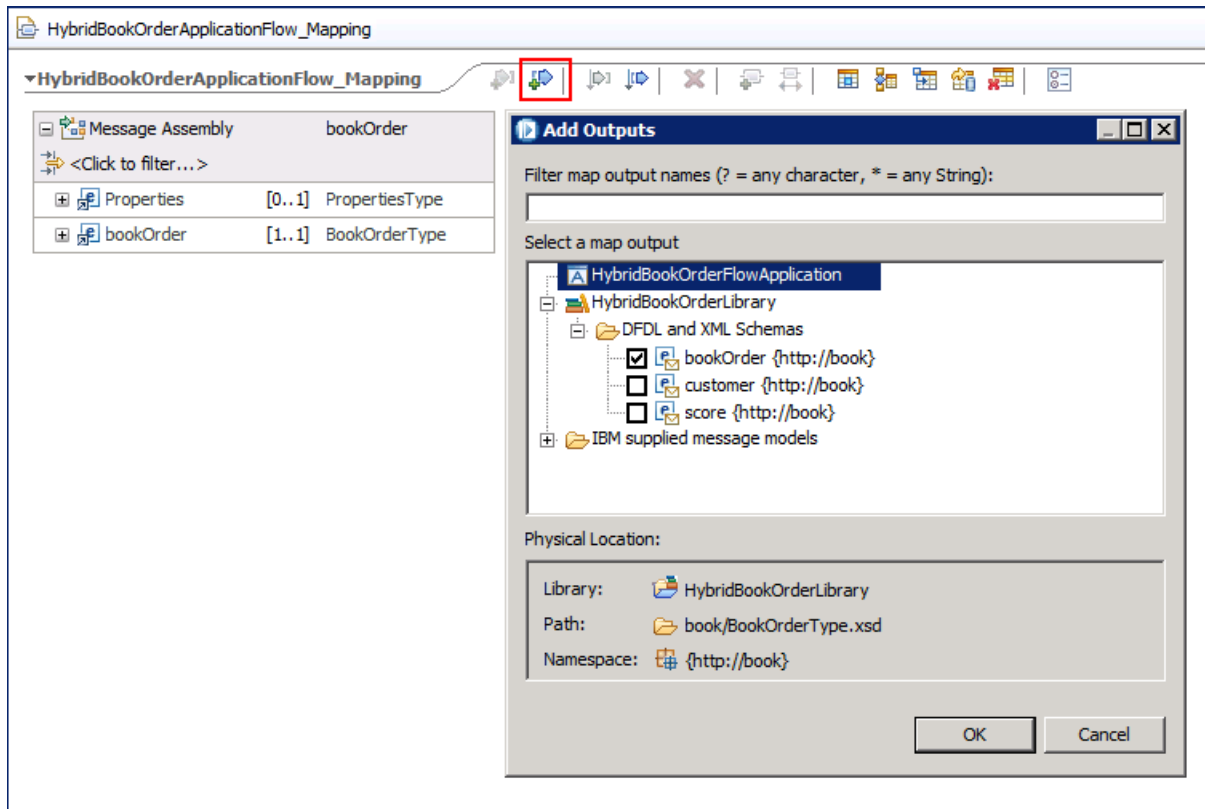 HybridBookOrderApplicationFlow_Mapping
HybridBookOrderApplicationFlow_Mapping
Message Assembly bookOrder
<Click to filter...>
Properties [0..1] PropertiesType
bookOrder [1..1] BookOrderType
Add Outputs
Filter map output names (? = any character, * = any String):
Select a map output
HybridBookOrderFlowApplication
HybridBookOrderLibrary
DFDL and XML Schemas
bookOrder {http://book}
customer {http://book}
score {http://book}
IBM supplied message models
Physical Location:
Library: HybridBookOrderLibrary
Path: book/BookOrderType.xsd
Namespace: {http://book}
OK Cancel